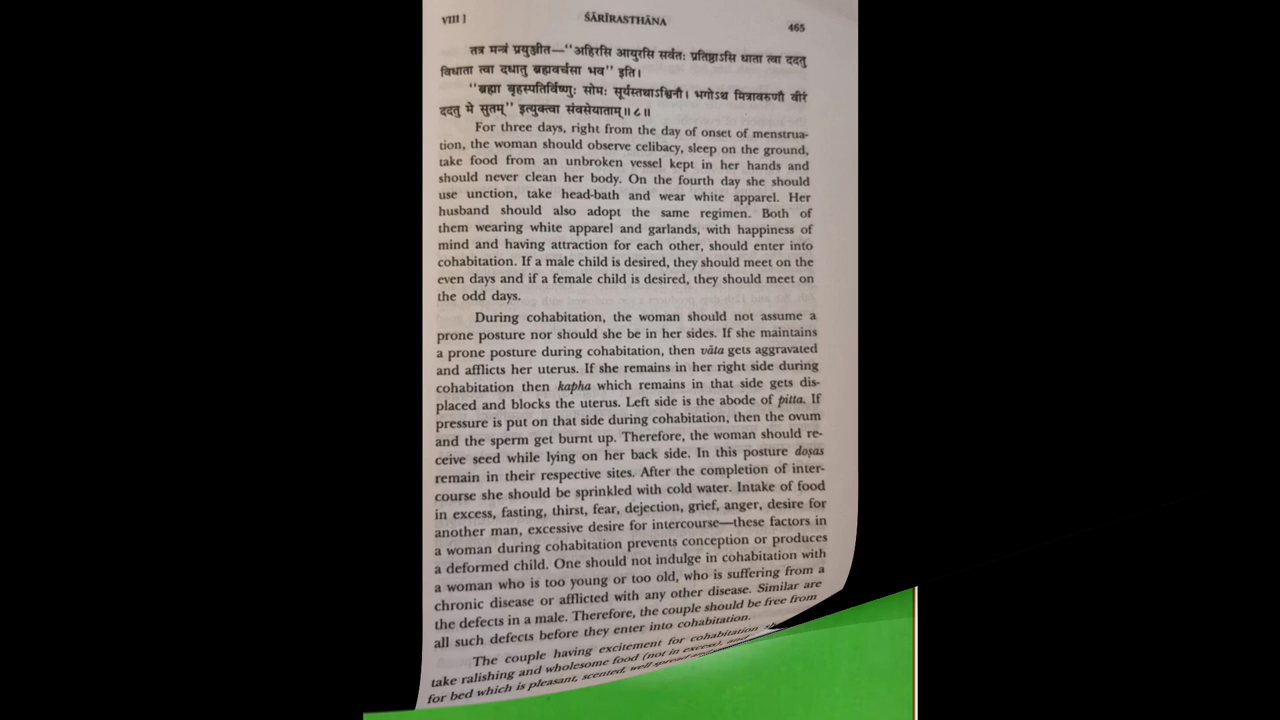 VIII ]
ŚĀRĪRASTHĀNA
465
तत्र मन्त्रं प्रयुञ्जीत—"अहिरसि आयुरसि सर्वतः प्रतिष्ठाऽसि धाता त्वा ददतु
विधाता त्वा दधातु ब्रह्मवर्चसा भव" इति।
"ब्रह्मा बृहस्पतिर्विष्णुः सोमः सूर्यस्तथाऽश्विनौ। भगोऽथ मित्रावरुणौ वीरं
ददतु मे सुतम्" इत्युक्त्वा संवसेयाताम्॥८॥
For three days, right from the day of onset of menstrua-
tion, the woman should observe celibacy, sleep on the ground,
take food from an unbroken vessel kept in her hands and
should never clean her body. On the fourth day she should
use unction, take head-bath and wear white apparel. Her
husband should also adopt the same regimen. Both of
them wearing white apparel and garlands, with happiness of
mind and having attraction for each other, should enter into
cohabitation. If a male child is desired, they should meet on the
even days and if a female child is desired, they should meet on
the odd days.
During cohabitation, the woman should not assume a
prone posture nor should she be in her sides. If she maintains
a prone posture during cohabitation, then vāta gets aggravated
and afflicts her uterus. If she remains in her right side during
cohabitation then kapha which remains in that side gets dis-
placed and blocks the uterus. Left side is the abode of pitta. If
pressure is put on that side during cohabitation, then the ovum
and the sperm get burnt up. Therefore, the woman should re-
ceive seed while lying on her back side. In this posture doṣas
remain in their respective sites. After the completion of inter-
course she should be sprinkled with cold water. Intake of food
in excess, fasting, thirst, fear, dejection, grief, anger, desire for
another man, excessive desire for intercourse—these factors in
a woman during cohabitation prevents conception or produces
a deformed child. One should not indulge in cohabitation with
a woman who is too young or too old, who is suffering from a
chronic disease or afflicted with any other disease. Similar are
the defects in a male. Therefore, the couple should be free from
all such defects before they enter into cohabitation.
The couple having excitement for cohabitation
take ralishing and wholesome food (not in excess), and
for bed which is pleasant, scented, well spread